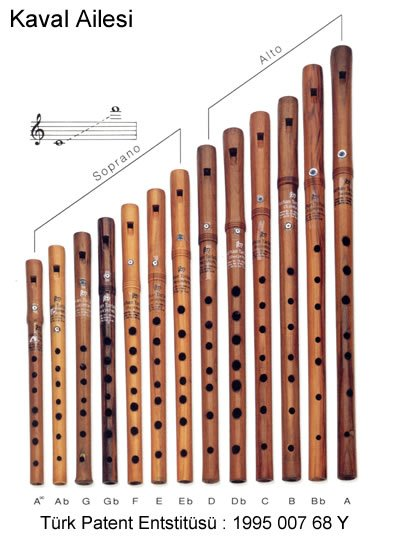 Kaval Ailesi
Alto
Soprano
A
Ab
G
Gb
F
E
Eb
D
Db
C
B
Bb
A
Türk Patent Entstitüsü : 1995 007 68 Y